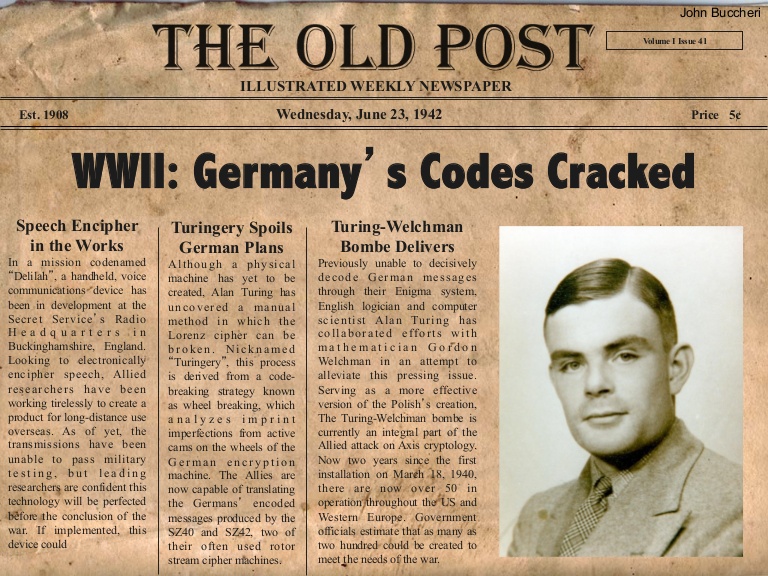 John Buccheri
THE OLD POST
Volume I Issue 41
ILLUSTRATED WEEKLY NEWSPAPER
Est. 1908
Wednesday, June 23, 1942
Price 5¢
WWII: Germany’s Codes Cracked
Speech Encipher
in the Works
In a mission codenamed
“Delilah”, a handheld, voice
communications device has
been in development at the
Secret Service’s Radio
Headquarters in
Buckinghamshire, England.
Looking to electronically
encipher speech, Allied
researchers have been
working tirelessly to create a
product for long-distance use
overseas. As of yet, the
transmissions have been
unable to pass military
testing, but leading
researchers are confident this
technology will be perfected
before the conclusion of the
war. If implemented, this
device could
Turingery Spoils
German Plans
Although a physical
machine has yet to be
created, Alan Turing has
uncovered a manual
method in which the
Lorenz cipher can be
broken. Nicknamed
“Turingery”, this process
is derived from a code-
breaking strategy known
as wheel breaking, which
analyzes imprint
imperfections from active
cams on the wheels of the
German encryption
machine. The Allies are
now capable of translating
the Germans’ encoded
messages produced by the
SZ40 and SZ42, two of
their often used rotor
stream cipher machines.
Turing-Welchman
Bombe Delivers
Previously unable to decisively
decode German messages
through their Enigma system,
English logician and computer
scientist Alan Turing has
collaborated efforts with
mathematician Gordon
Welchman in an attempt to
alleviate this pressing issue.
Serving as a more effective
version of the Polish’s creation,
The Turing-Welchman bombe is
currently an integral part of the
Allied attack on Axis cryptology.
Now two years since the first
installation on March 18, 1940,
there are now over 50 in
operation throughout the US and
Western Europe. Government
officials estimate that as many as
two hundred could be created to
meet the needs of the war.